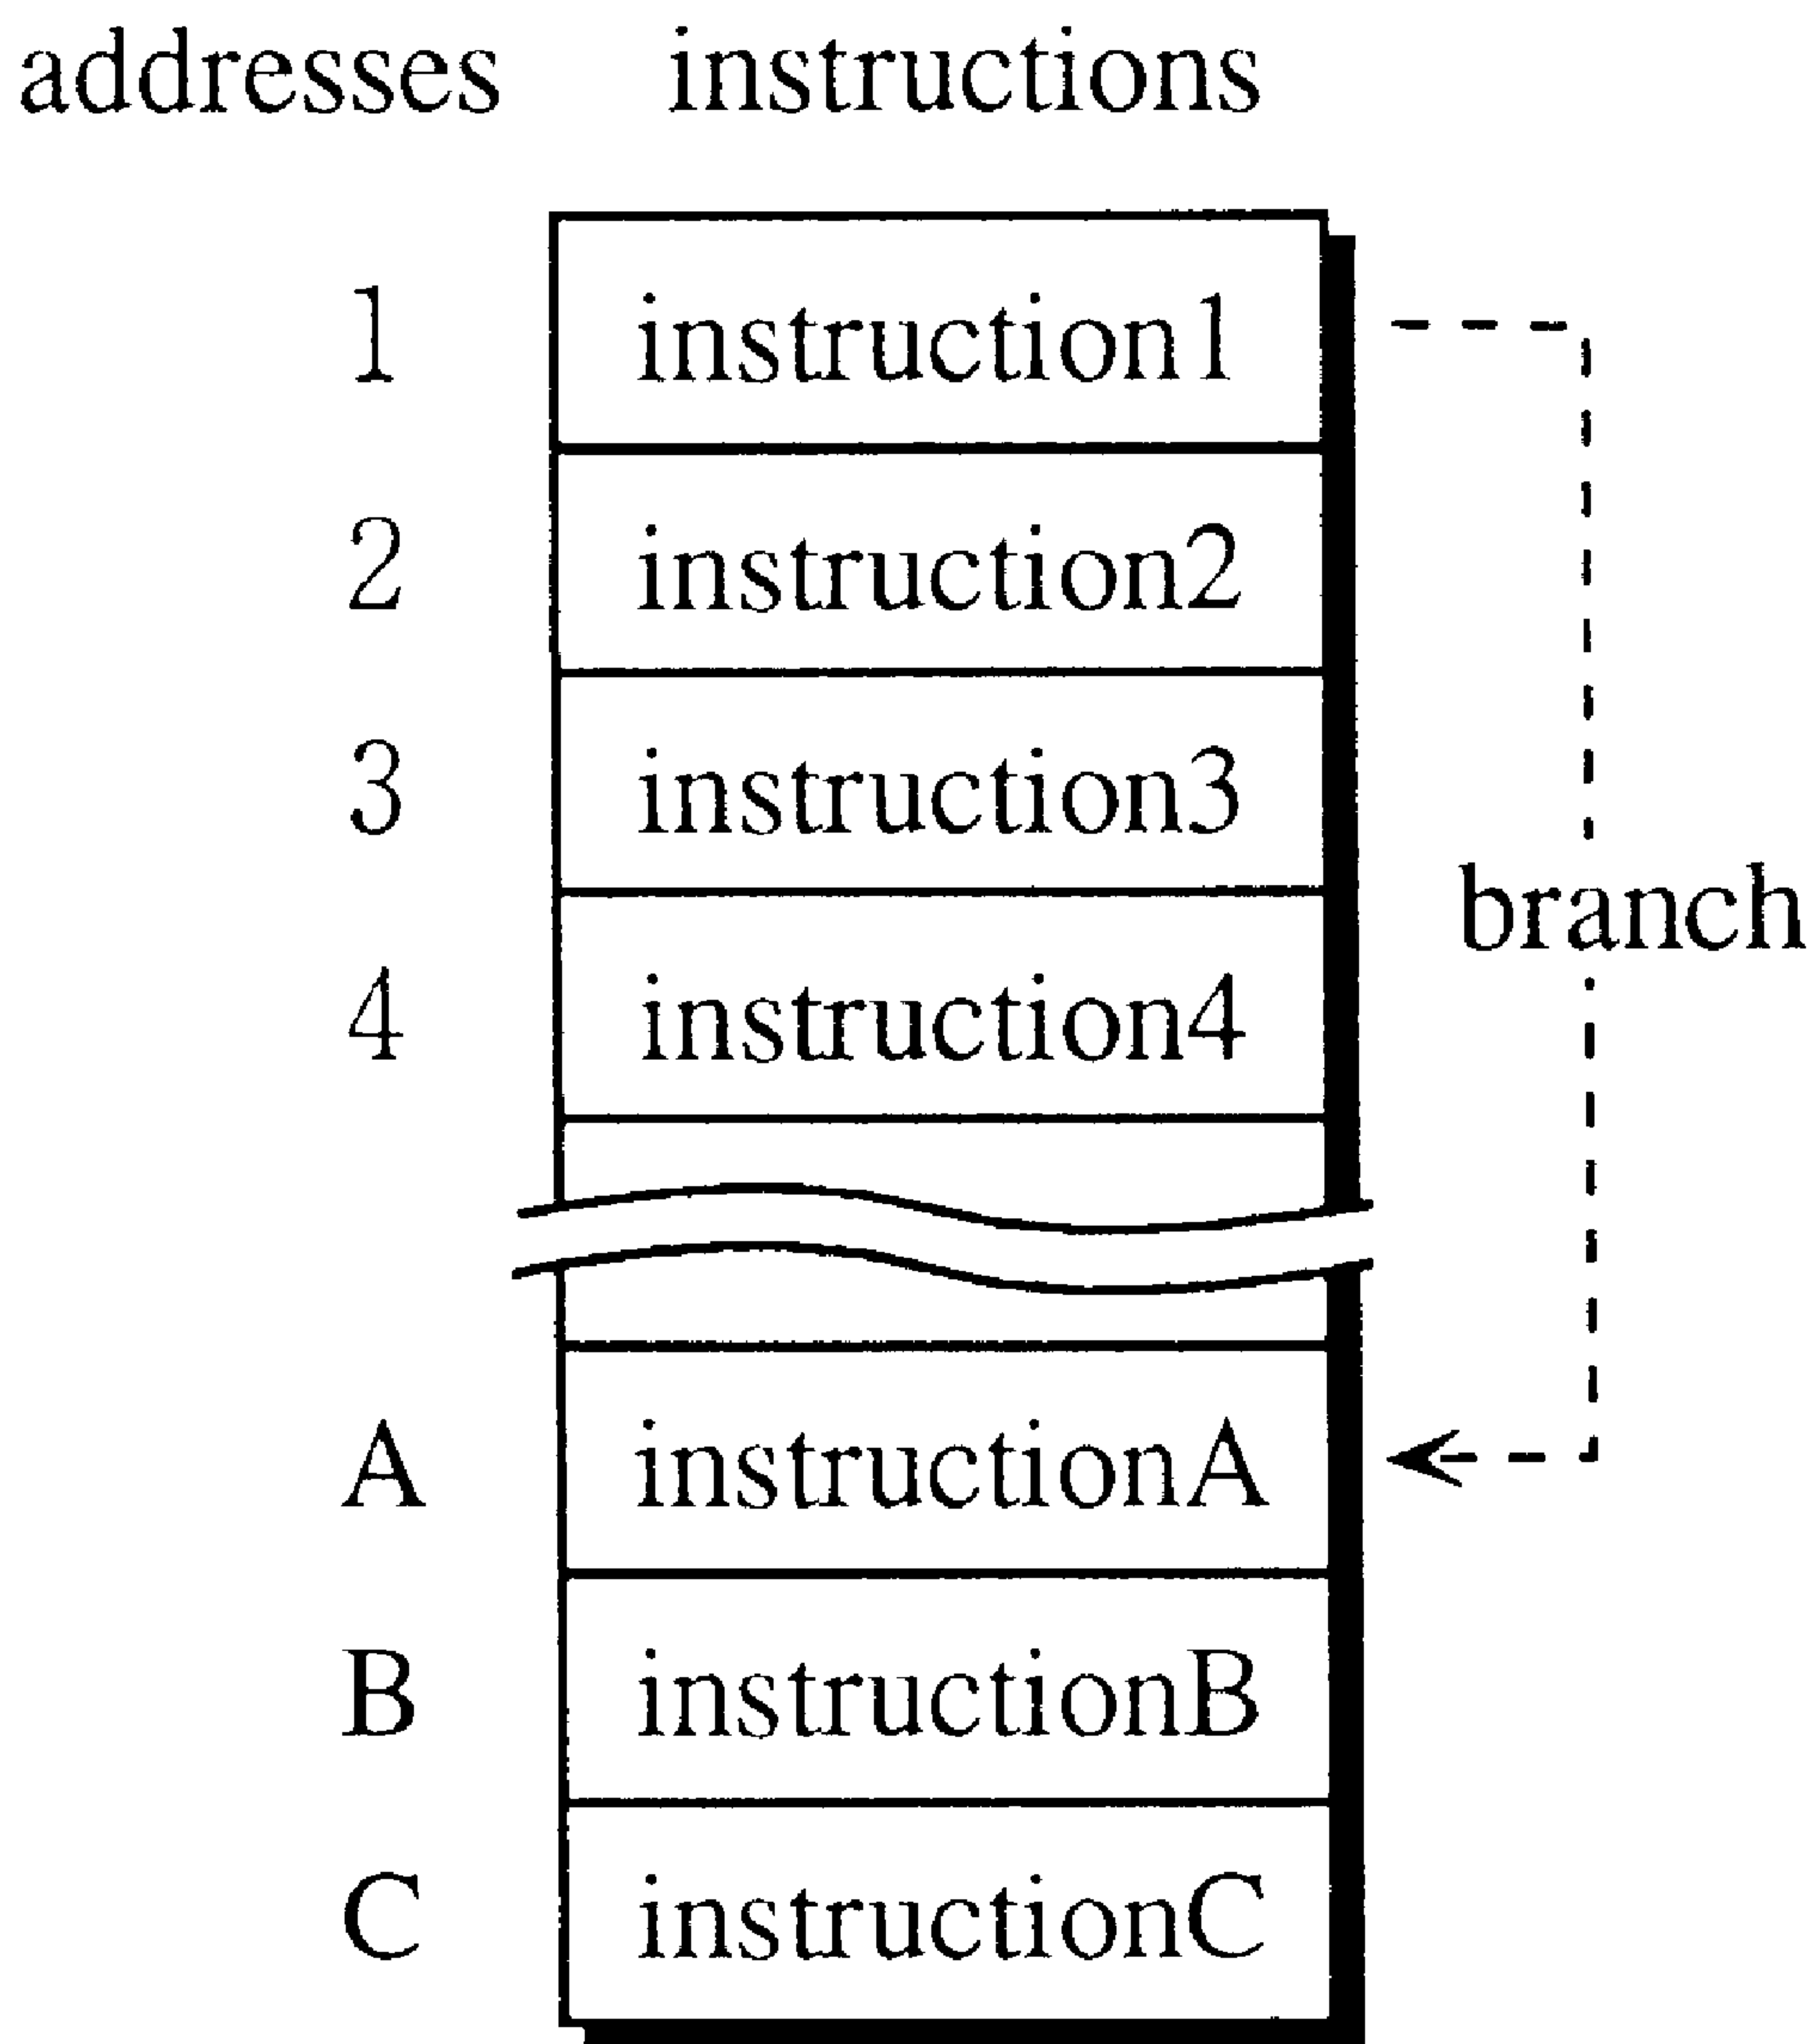 addresses instructions
1 instruction1
2 instruction2
3 instruction3
4 instruction4
branch
A instructionA
B instructionB
C instructionC